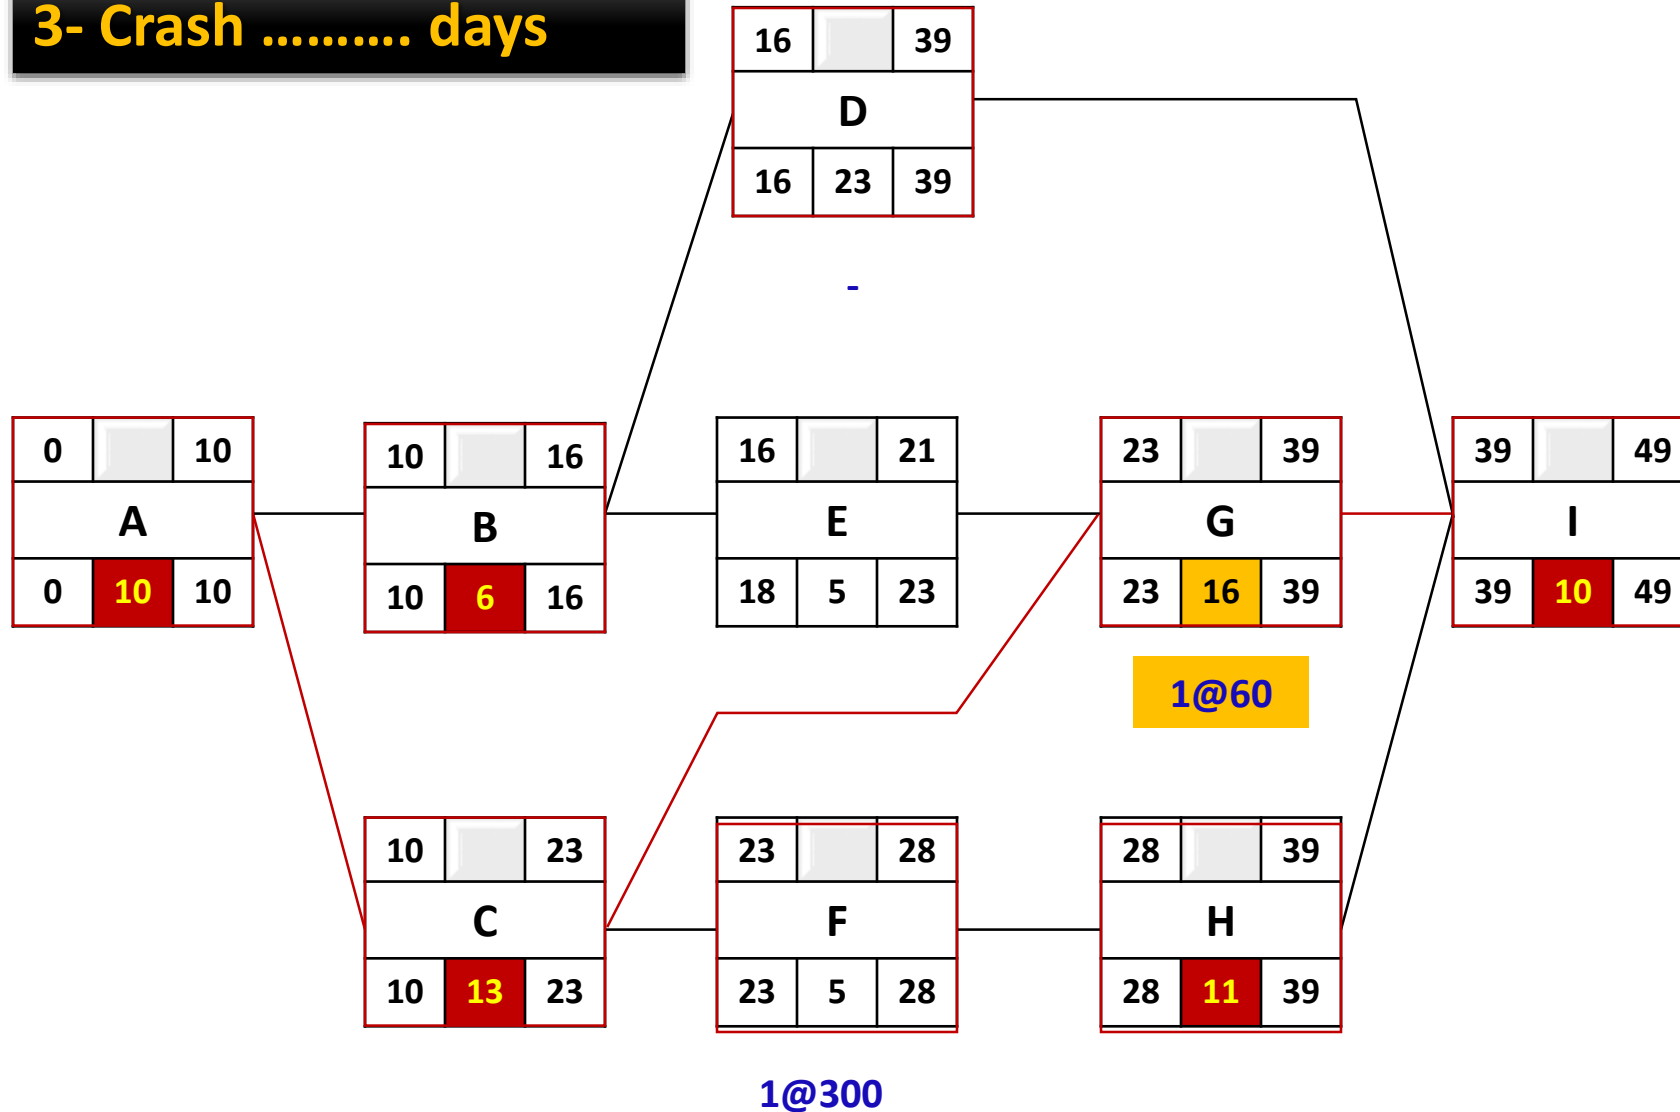 3- Crash .......... days
16 39
D
16 23 39
-
0 10
A
0 10 10
10 16
B
10 6 16
16 21
E
18 5 23
23 39
G
23 16 39
1@60
39 49
I
39 10 49
10 23
C
10 13 23
23 28
F
23 5 28
1@300
28 39
H
28 11 39